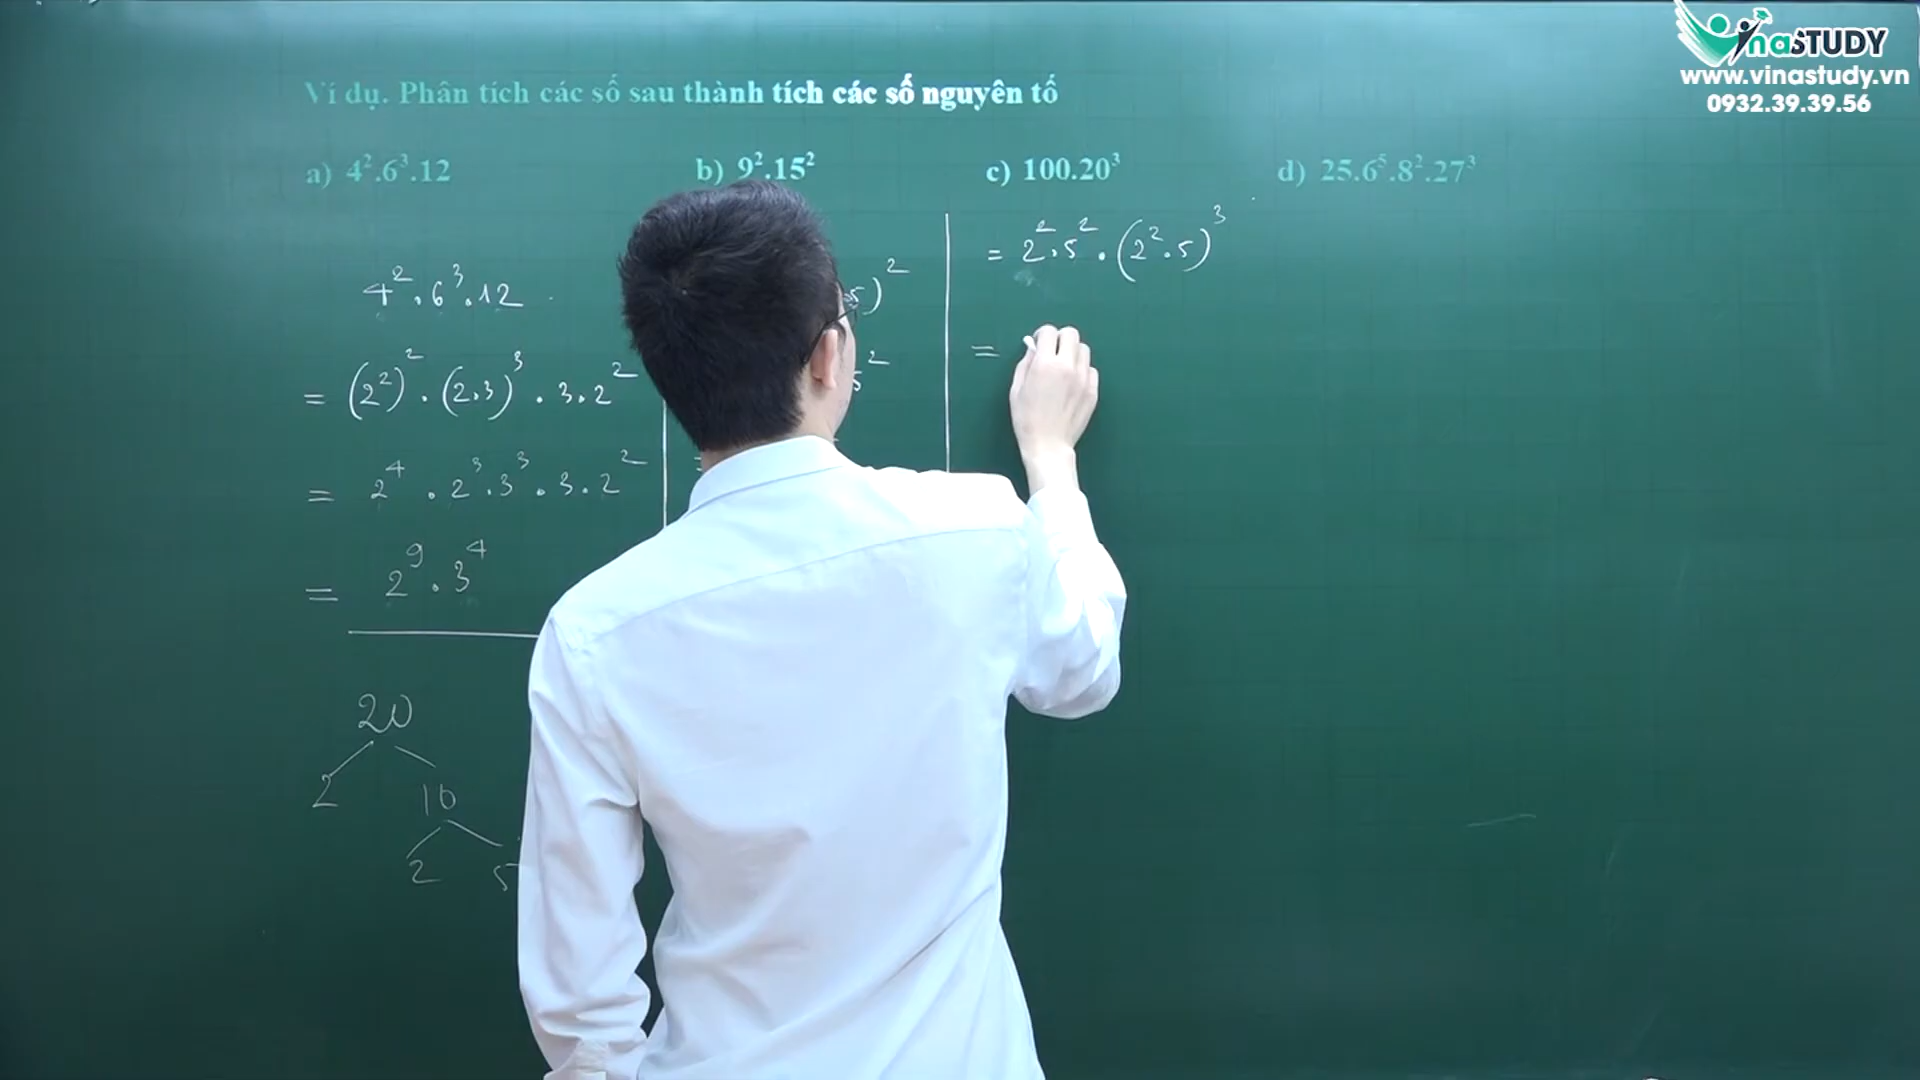 VinaSTUDY
www.vinastudy.vn
0932.39.39.56
Ví dụ. Phân tích các số sau thành tích các số nguyên tố
a) 4².6³.12
b) 9².15²
c) 100.20³
d) 25.6⁵.8².27³
4².6³.12
= (2²)².(2.3)³.3.2²
= 2⁴.2³.3³.3.2²
= 2⁹.3⁴
20
2 10
2 5
5)²
5²
=
= 2².5².(2².5)³
=